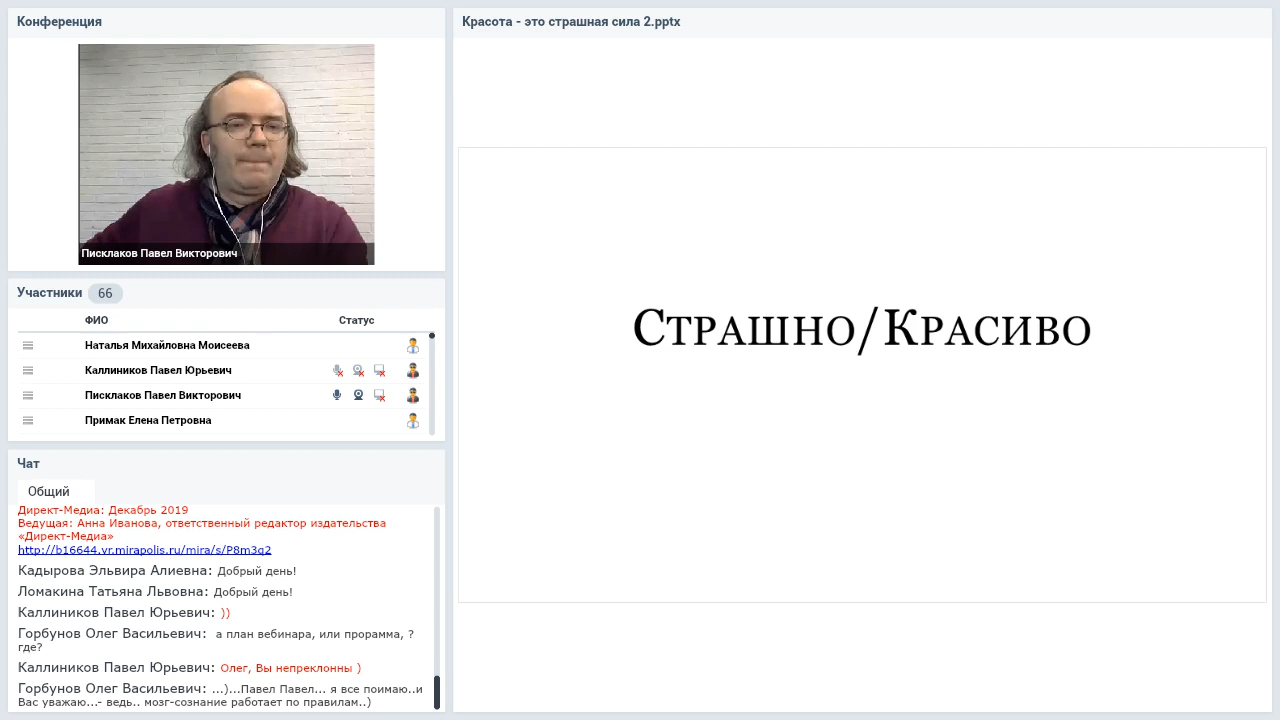 Конференция
Писклаков Павел Викторович
Участники 66
ФИО Статус
Наталья Михайловна Моисеева
Каллиников Павел Юрьевич
Писклаков Павел Викторович
Примак Елена Петровна
Чат
Общий
Директ-Медиа: Декабрь 2019
Ведущая: Анна Иванова, ответственный редактор издательства
«Директ-Медиа»
http://b16644.vr.mirapolis.ru/mira/s/P8m3q2
Кадырова Эльвира Алиевна: Добрый день!
Ломакина Татьяна Львовна: Добрый день!
Каллиников Павел Юрьевич: ))
Горбунов Олег Васильевич: а план вебинара, или прорамма, ?
где?
Каллиников Павел Юрьевич: Олег, Вы непреклонны )
Горбунов Олег Васильевич: ...)...Павел Павел... я все поимаю..и
Вас уважаю...- ведь.. мозг-сознание работает по правилам..)
Красота - это страшная сила 2.pptx
Страшно/Красиво